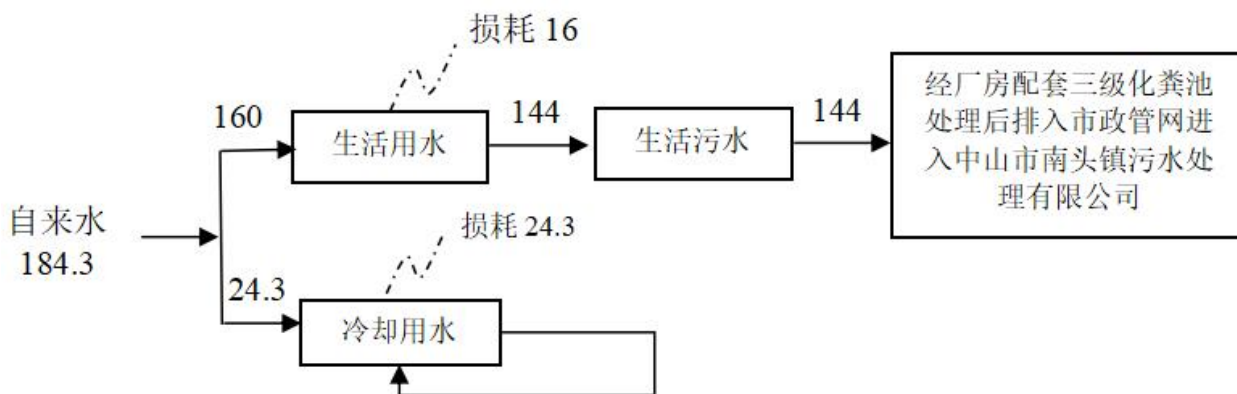 损耗 16
160
生活用水
144
生活污水
144
经厂房配套三级化粪池
处理后排入市政管网进
入中山市南头镇污水处
理有限公司
自来水
184.3
损耗 24.3
24.3
冷却用水